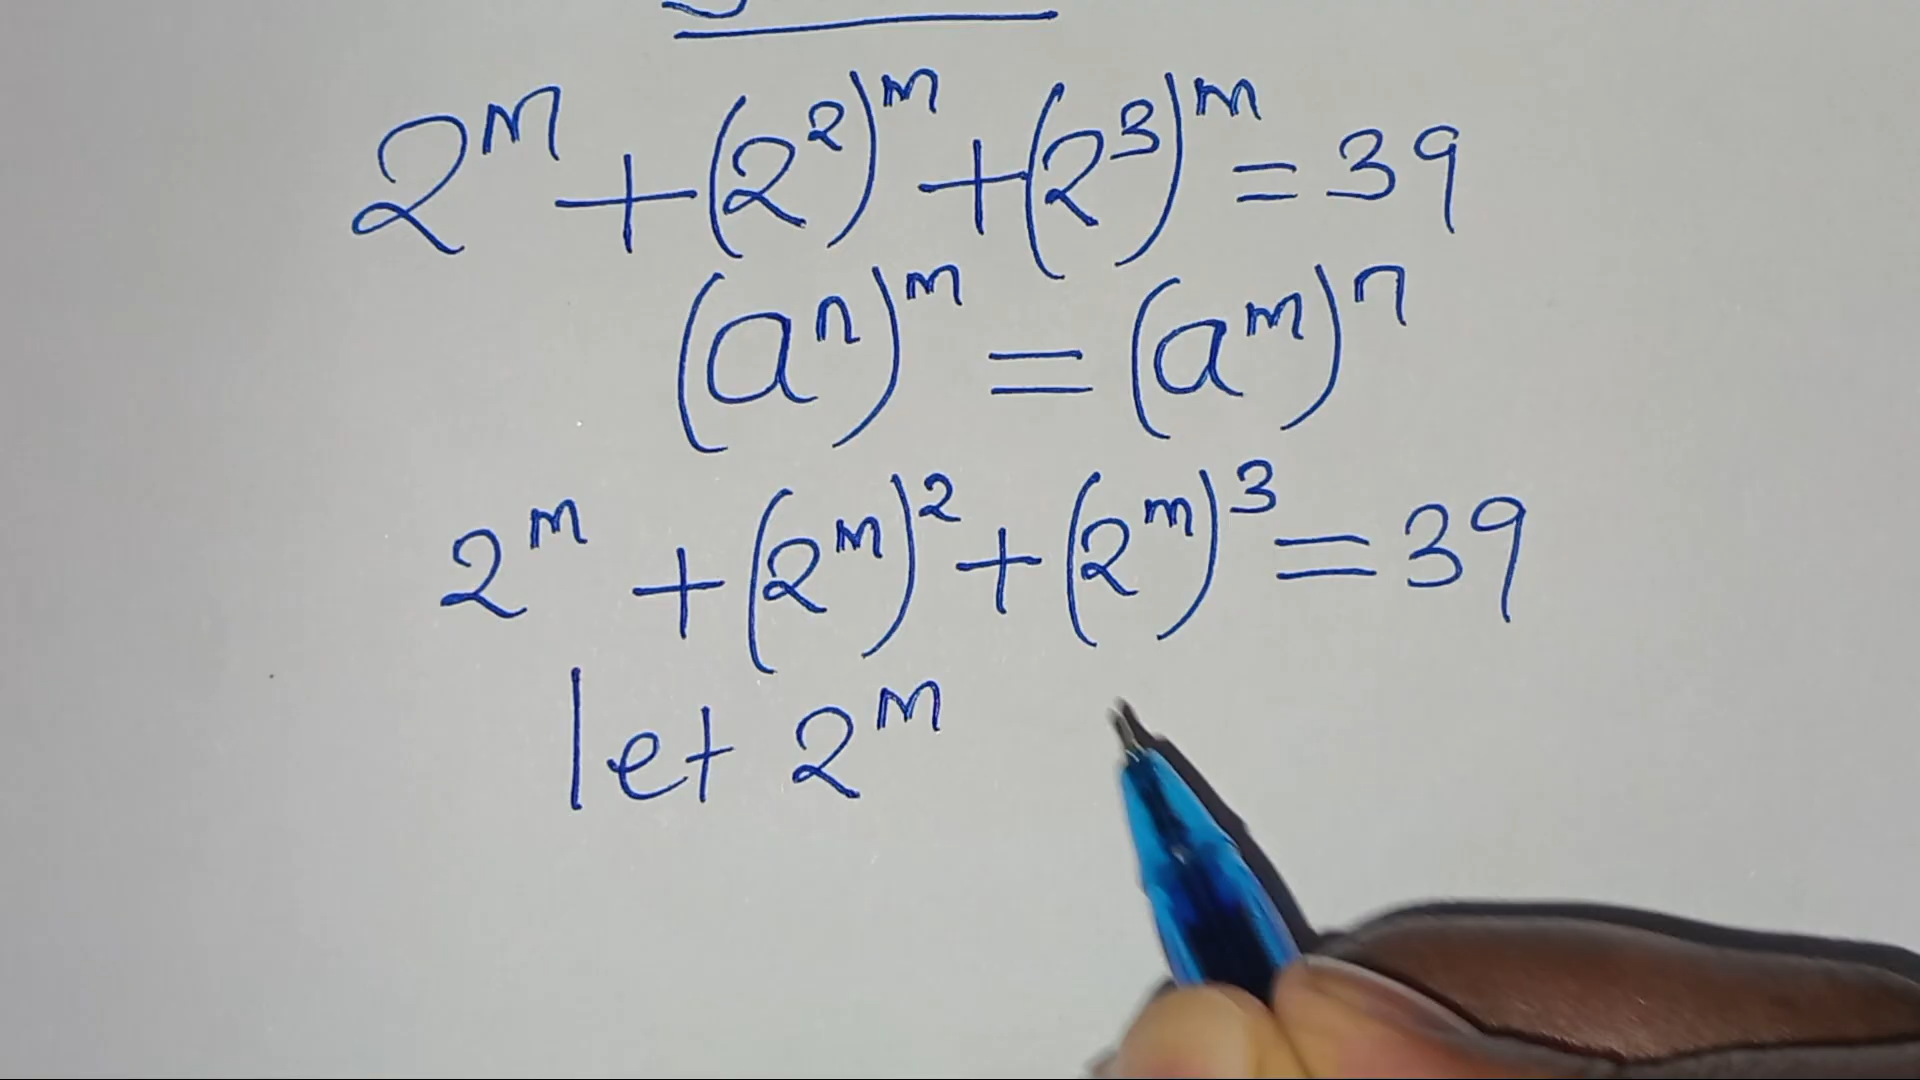 2^m + (2^2)^m + (2^3)^m = 39
(a^n)^m = (a^m)^n
2^m + (2^m)^2 + (2^m)^3 = 39
let 2^m